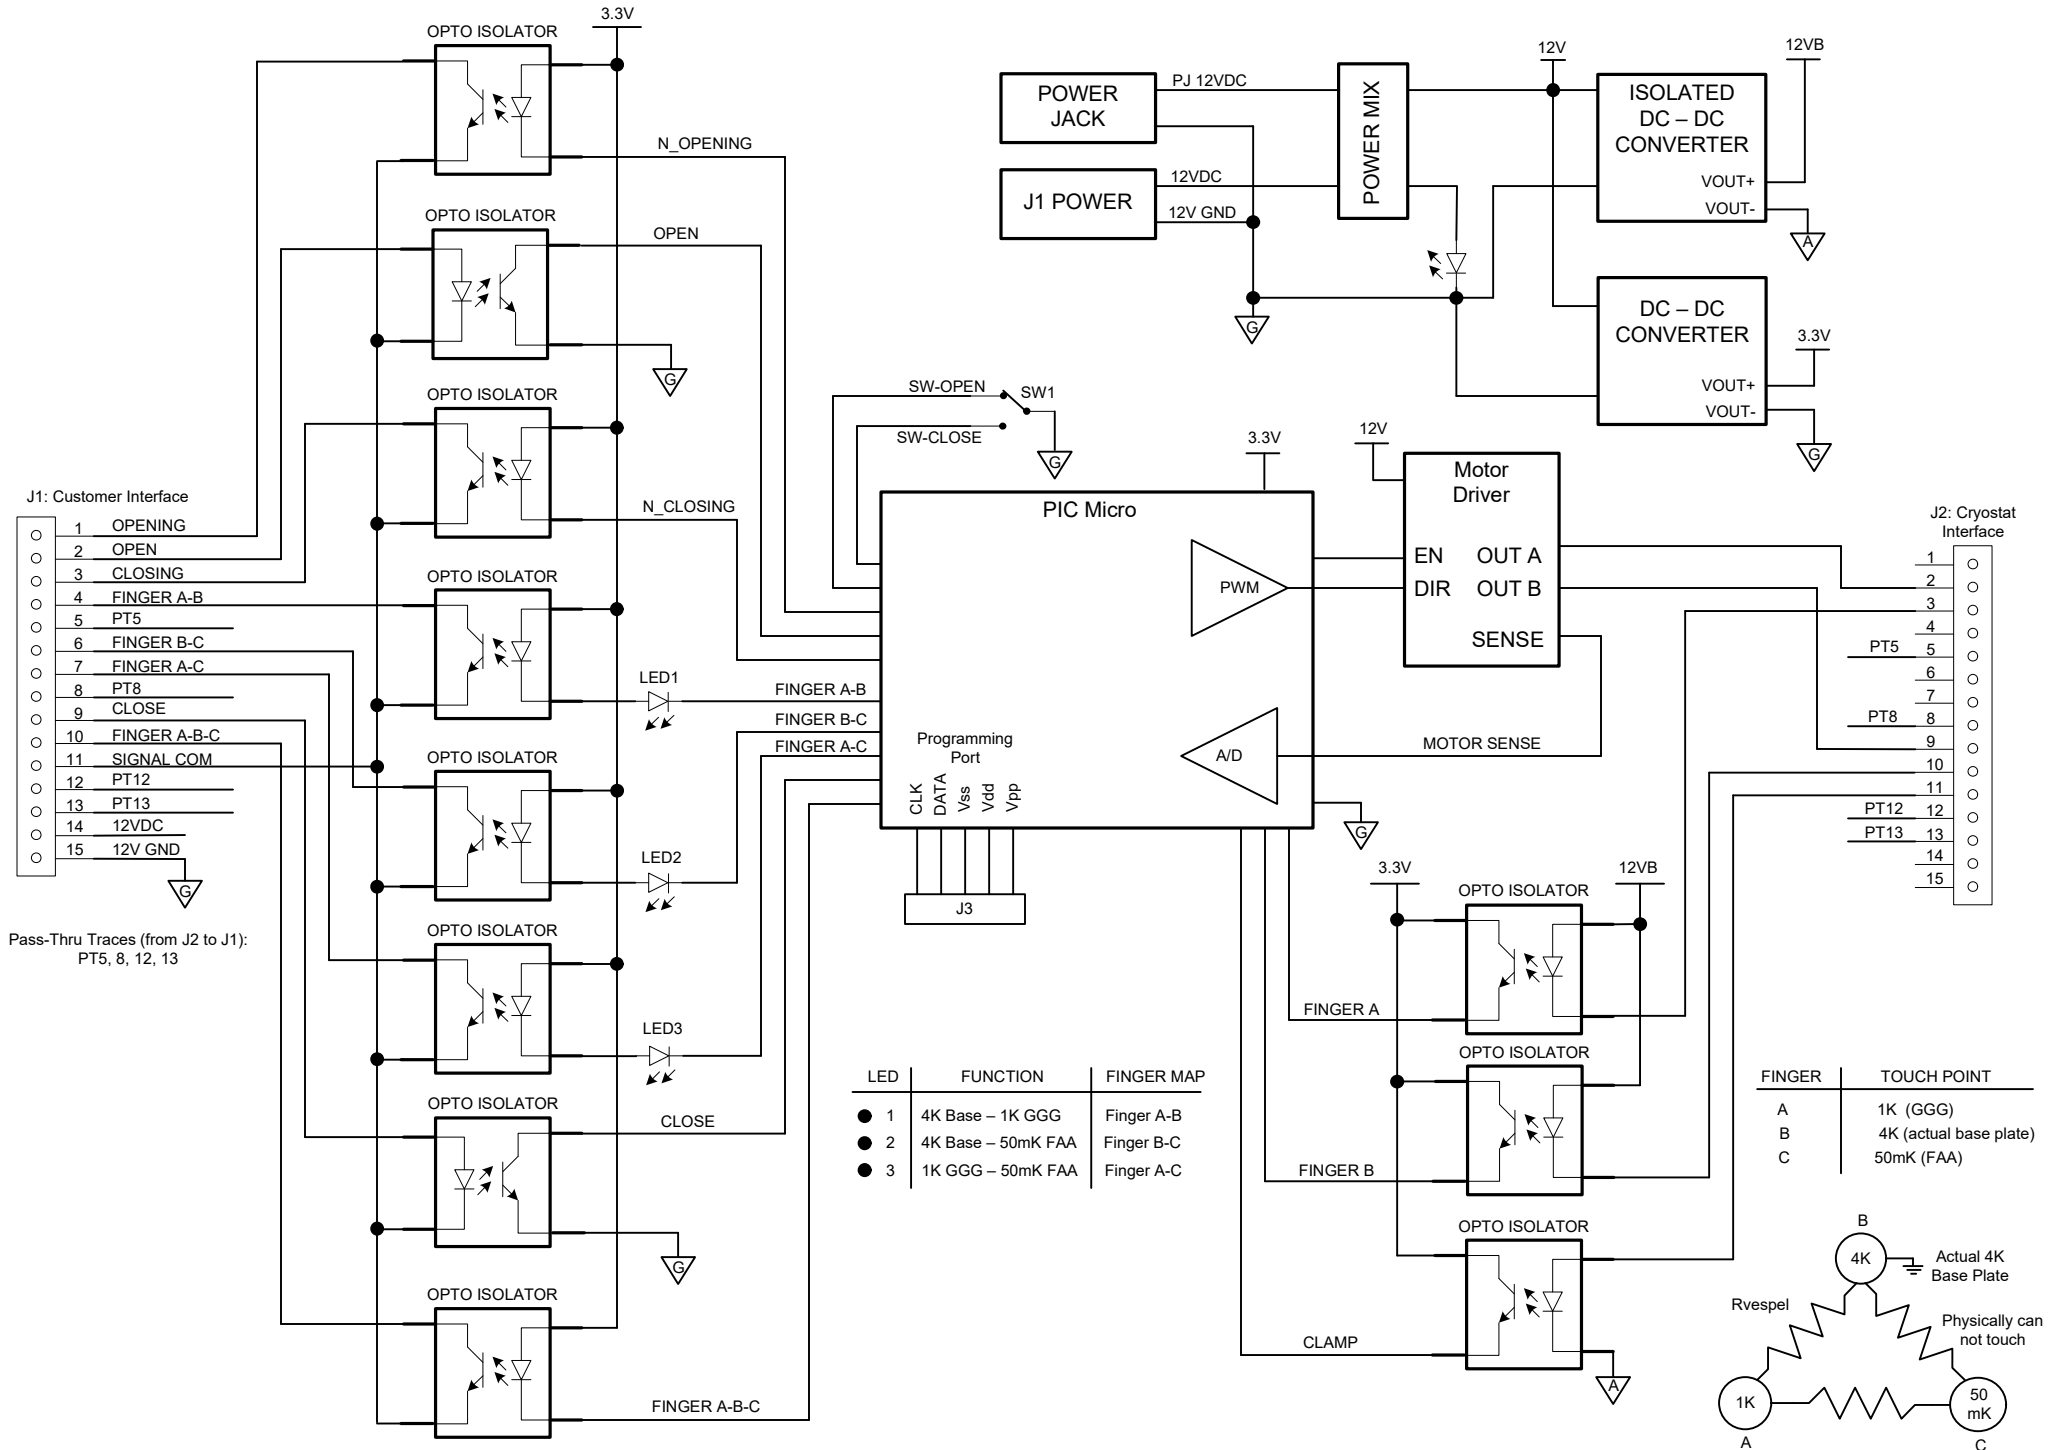 3.3V
OPTO ISOLATOR
N_OPENING
OPTO ISOLATOR
OPEN
G
OPTO ISOLATOR
N_CLOSING
OPTO ISOLATOR
LED1
OPTO ISOLATOR
LED2
OPTO ISOLATOR
LED3
OPTO ISOLATOR
CLOSE
G
OPTO ISOLATOR
FINGER A-B-C
J1: Customer Interface
1 OPENING
2 OPEN
3 CLOSING
4 FINGER A-B
5 PT5
6 FINGER B-C
7 FINGER A-C
8 PT8
9 CLOSE
10 FINGER A-B-C
11 SIGNAL COM
12 PT12
13 PT13
14 12VDC
15 12V GND
G
Pass-Thru Traces (from J2 to J1):
PT5, 8, 12, 13
POWER
JACK
PJ 12VDC
J1 POWER
12VDC
12V GND
POWER MIX
G
12V
12VB
ISOLATED
DC – DC
CONVERTER
VOUT+
VOUT-
A
DC – DC
CONVERTER
3.3V
VOUT+
VOUT-
G
SW-OPEN
SW1
SW-CLOSE
G
3.3V
PIC Micro
PWM
A/D
FINGER A-B
FINGER B-C
FINGER A-C
Programming
Port
CLK
DATA
Vss
Vdd
Vpp
J3
G
12V
Motor
Driver
EN OUT A
DIR OUT B
SENSE
MOTOR SENSE
J2: Cryostat
Interface
1
2
3
4
PT5 5
6
7
PT8 8
9
10
11
PT12 12
PT13 13
14
15
3.3V
12VB
OPTO ISOLATOR
FINGER A
OPTO ISOLATOR
FINGER B
OPTO ISOLATOR
CLAMP
A
LED FUNCTION FINGER MAP
1 4K Base – 1K GGG Finger A-B
2 4K Base – 50mK FAA Finger B-C
3 1K GGG – 50mK FAA Finger A-C
FINGER TOUCH POINT
A 1K (GGG)
B 4K (actual base plate)
C 50mK (FAA)
B
4K
Actual 4K
Base Plate
Rvespel
Physically can
not touch
1K
50
mK
A
C